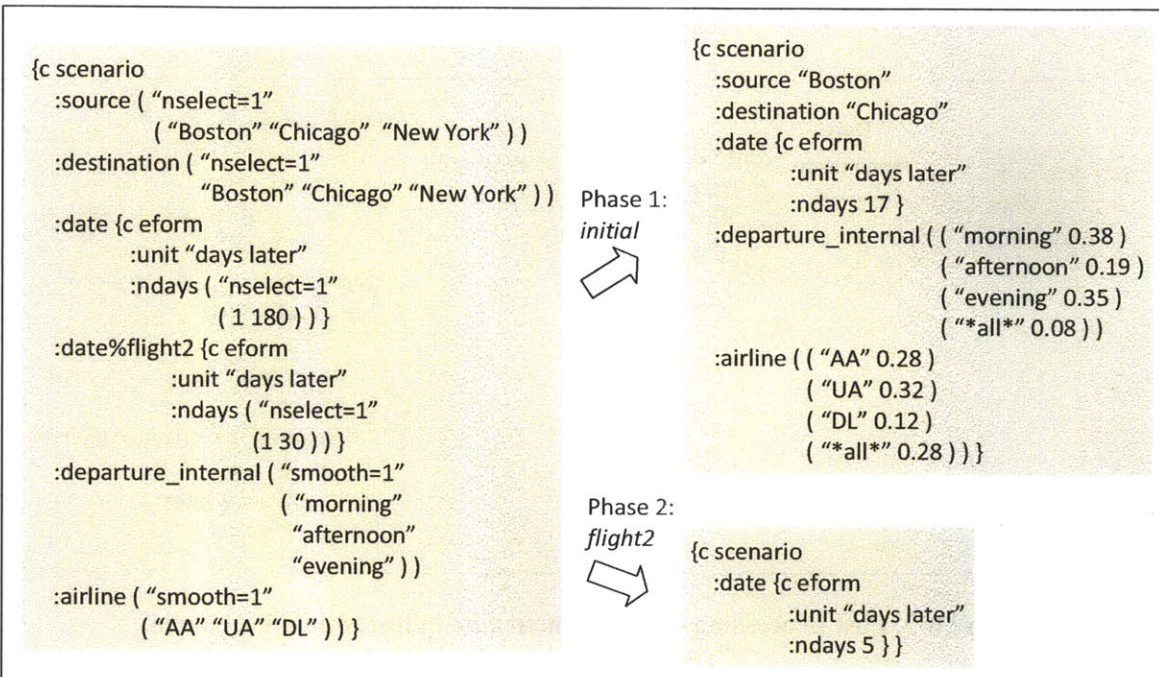 {c scenario
:source ( “nselect=1”
( “Boston” “Chicago” “New York” ) )
:destination ( “nselect=1”
“Boston” “Chicago” “New York” ) )
:date {c eform
:unit “days later”
:ndays ( “nselect=1”
( 1 180 ) ) }
:date%flight2 {c eform
:unit “days later”
:ndays ( “nselect=1”
(1 30 ) ) }
:departure_internal ( “smooth=1”
( “morning”
“afternoon”
“evening” ) )
:airline ( “smooth=1”
( “AA” “UA” “DL” ) ) }
Phase 1:
initial
{c scenario
:source “Boston”
:destination “Chicago”
:date {c eform
:unit “days later”
:ndays 17 }
:departure_internal ( ( “morning” 0.38 )
( “afternoon” 0.19 )
( “evening” 0.35 )
( “*all*” 0.08 ) )
:airline ( ( “AA” 0.28 )
( “UA” 0.32 )
( “DL” 0.12 )
( “*all*” 0.28 ) ) }
Phase 2:
flight2
{c scenario
:date {c eform
:unit “days later”
:ndays 5 } }